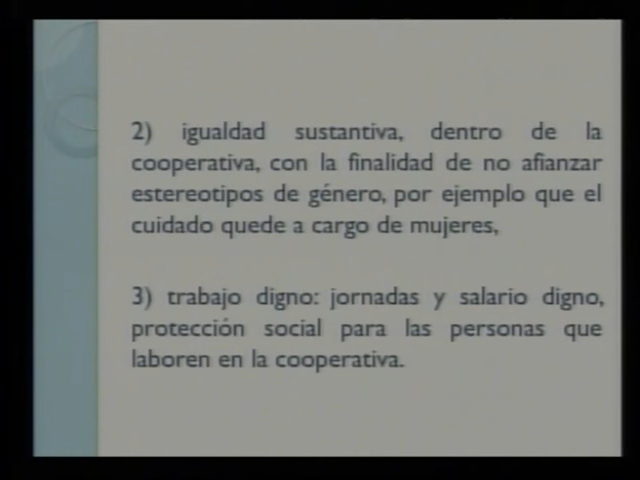 2) igualdad sustantiva, dentro de la
cooperativa, con la finalidad de no afianzar
estereotipos de género, por ejemplo que el
cuidado quede a cargo de mujeres,
3) trabajo digno: jornadas y salario digno,
protección social para las personas que
laboren en la cooperativa.